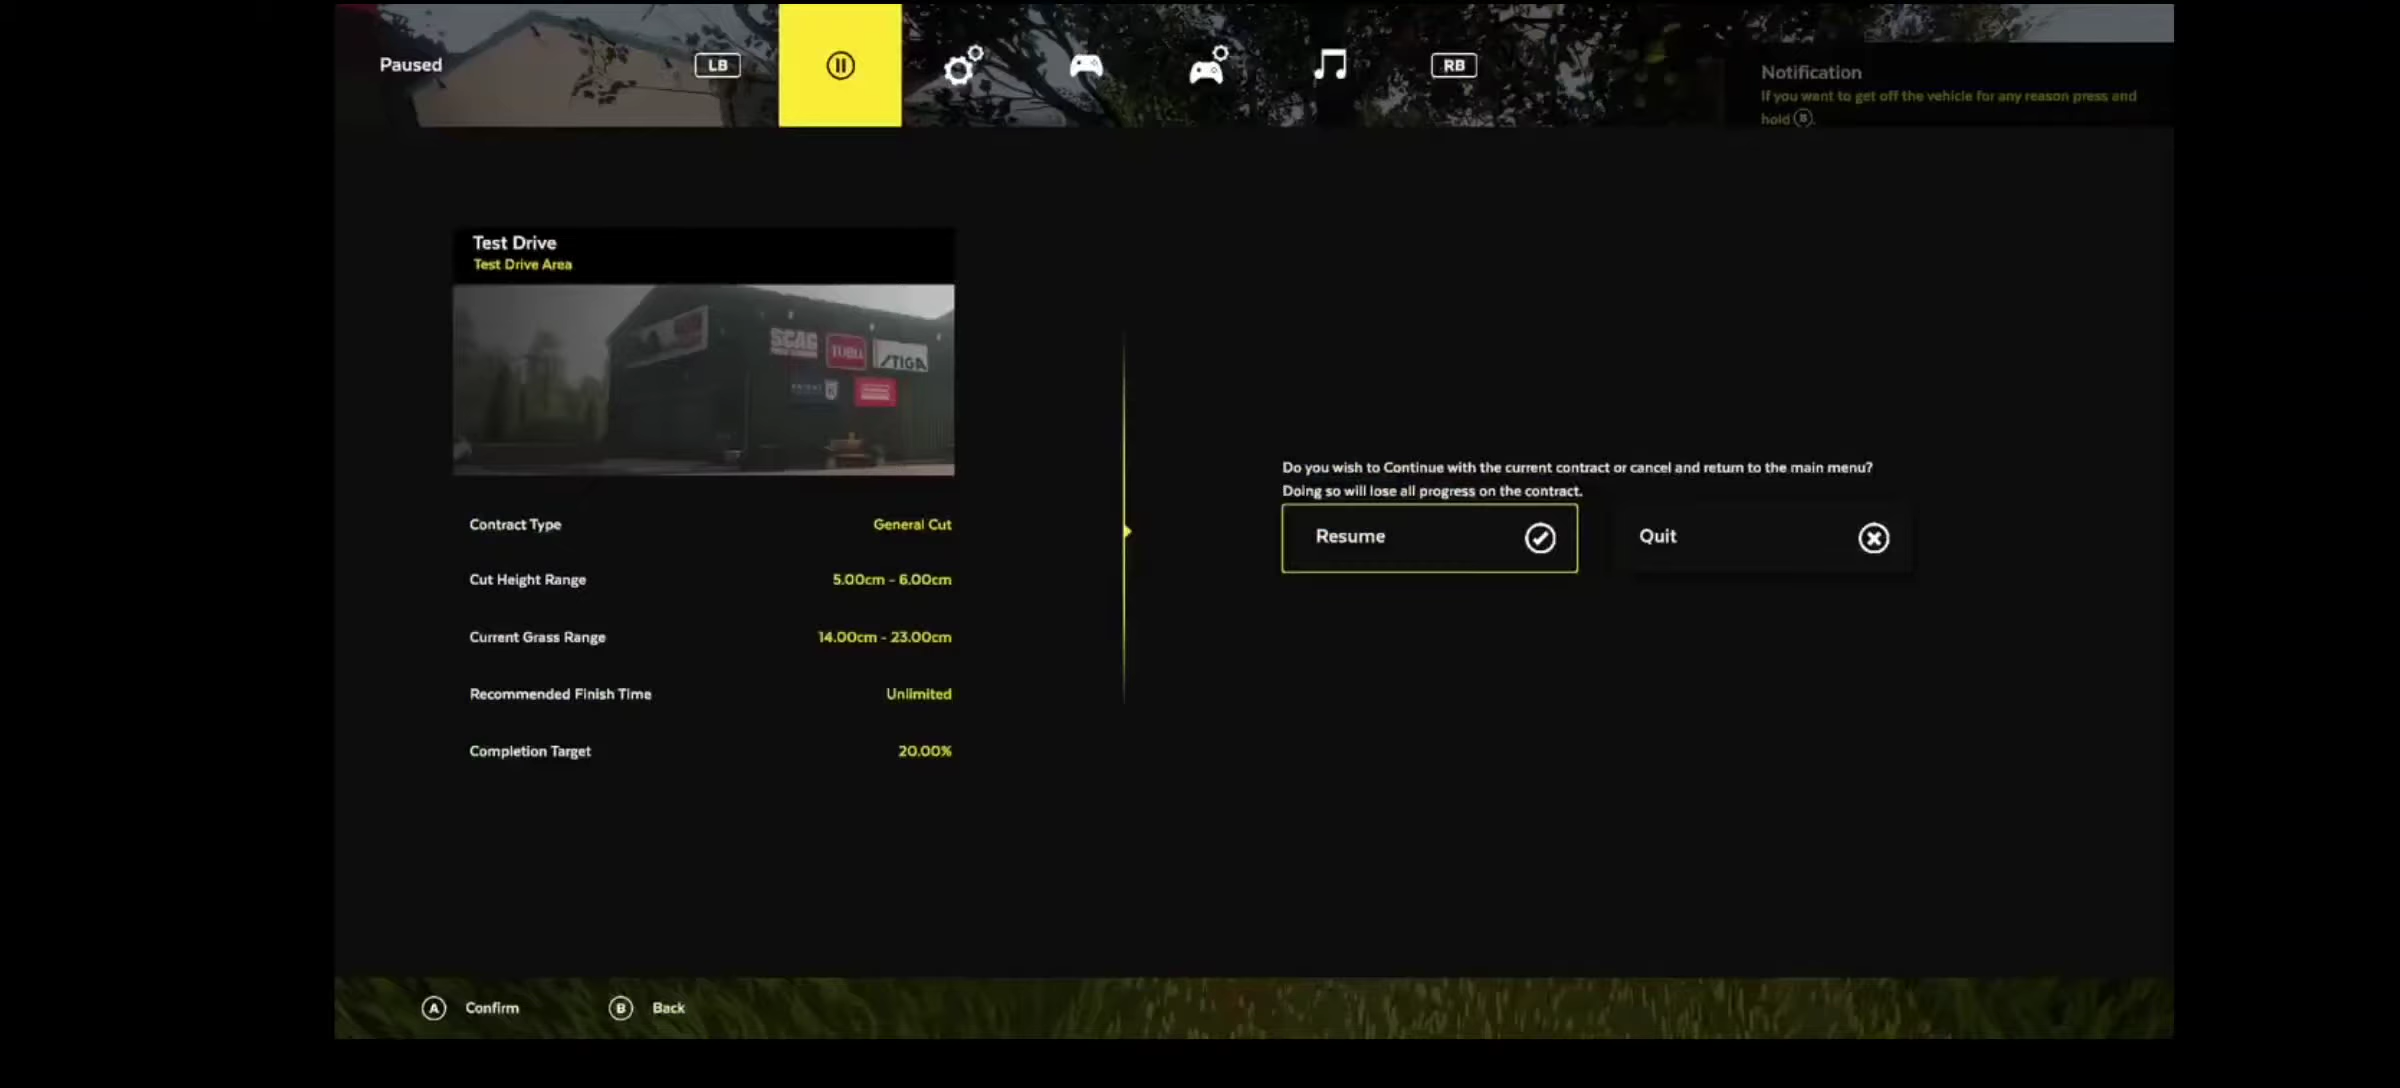 Paused
LB
RB
Notification
If you want to get off the vehicle for any reason press and
hold B.
Test Drive
Test Drive Area
SCAG
TORO
STIGA
Contract Type
General Cut
Cut Height Range
5.00cm - 6.00cm
Current Grass Range
14.00cm - 23.00cm
Recommended Finish Time
Unlimited
Completion Target
20.00%
Do you wish to Continue with the current contract or cancel and return to the main menu?
Doing so will lose all progress on the contract.
Resume
Quit
A Confirm
B Back